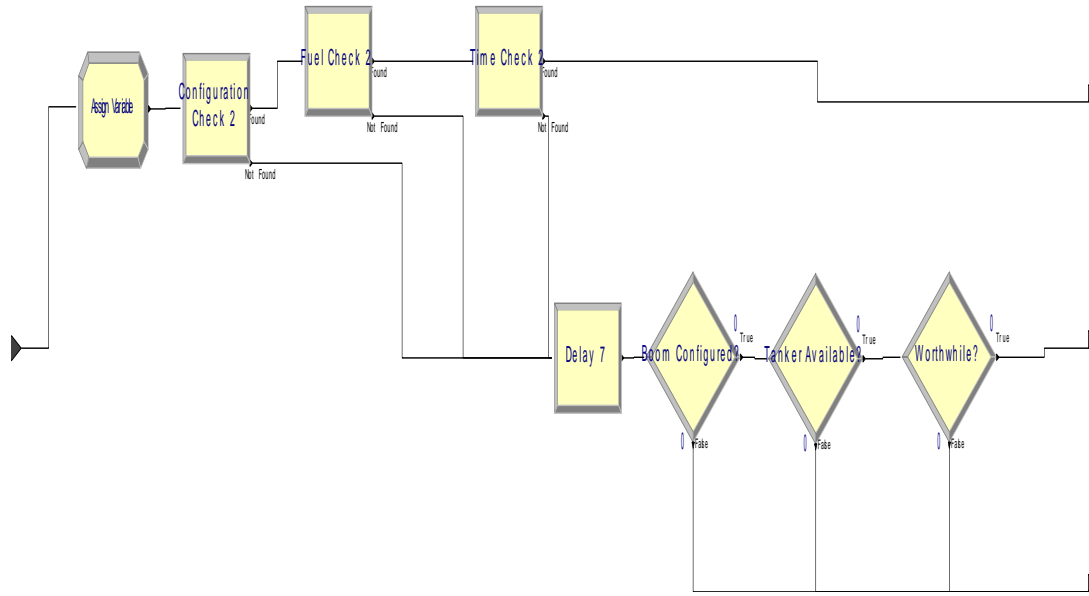 Assign Variable
Configuration
Check 2
Found
Not Found
Fuel Check 2
Found
Not Found
Time Check 2
Found
Not Found
Delay 7
Boom Configured?
0
True
0
False
Tanker Available?
0
True
0
False
Worthwhile?
0
True
0
False